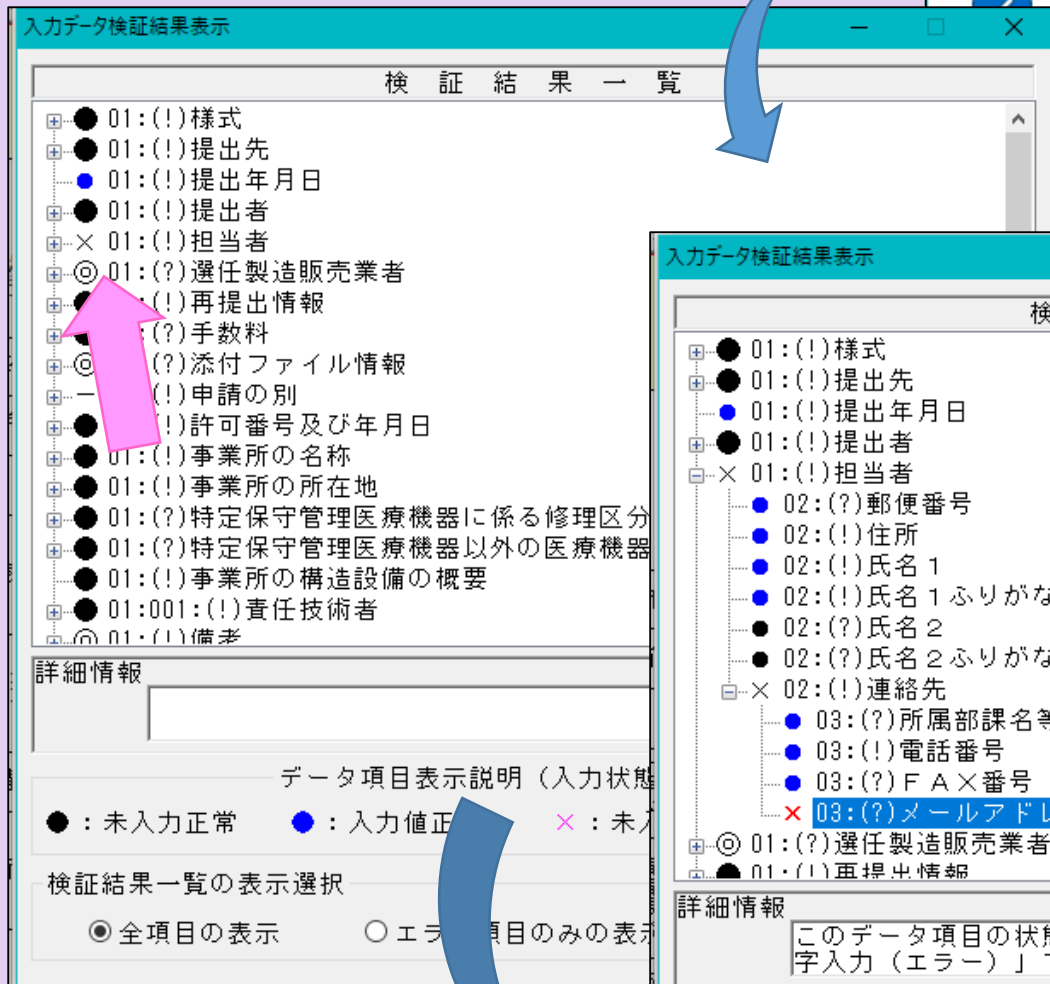 入力データ検証結果表示
検 証 結 果 一 覧
01:(!)様式
01:(!)提出先
01:(!)提出年月日
01:(!)提出者
× 01:(!)担当者
◎ 01:(?)選任製造販売業者
(!)再提出情報
(?)手数料
(?)添付ファイル情報
(!)申請の別
!)許可番号及び年月日
01:(!)事業所の名称
01:(!)事業所の所在地
01:(?)特定保守管理医療機器に係る修理区分
01:(?)特定保守管理医療機器以外の医療機器
01:(!)事業所の構造設備の概要
01:001:(!)責任技術者
◎ 01:(!)備考
詳細情報
データ項目表示説明(入力状態
●:未入力正常 ●:入力値正 ×:未入
検証結果一覧の表示選択
全項目の表示 エラ 項目のみの表示
入力データ検証結果表示
検
01:(!)様式
01:(!)提出先
01:(!)提出年月日
01:(!)提出者
× 01:(!)担当者
02:(?)郵便番号
02:(!)住所
02:(!)氏名1
02:(!)氏名1ふりがな
02:(?)氏名2
02:(?)氏名2ふりがな
× 02:(!)連絡先
03:(?)所属部課名等
03:(!)電話番号
03:(?)FAX番号
× 03:(?)メールアドレ
◎ 01:(?)選任製造販売業者
01:(!)再提出情報
詳細情報
このデータ項目の状態
字入力(エラー)」で